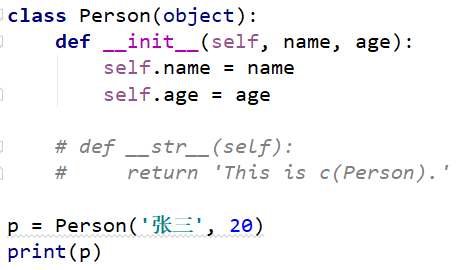 class Person(object):
    def __init__(self, name, age):
        self.name = name
        self.age = age
    # def __str__(self):
    #     return 'This is c(Person).'
p = Person('张三', 20)
print(p)